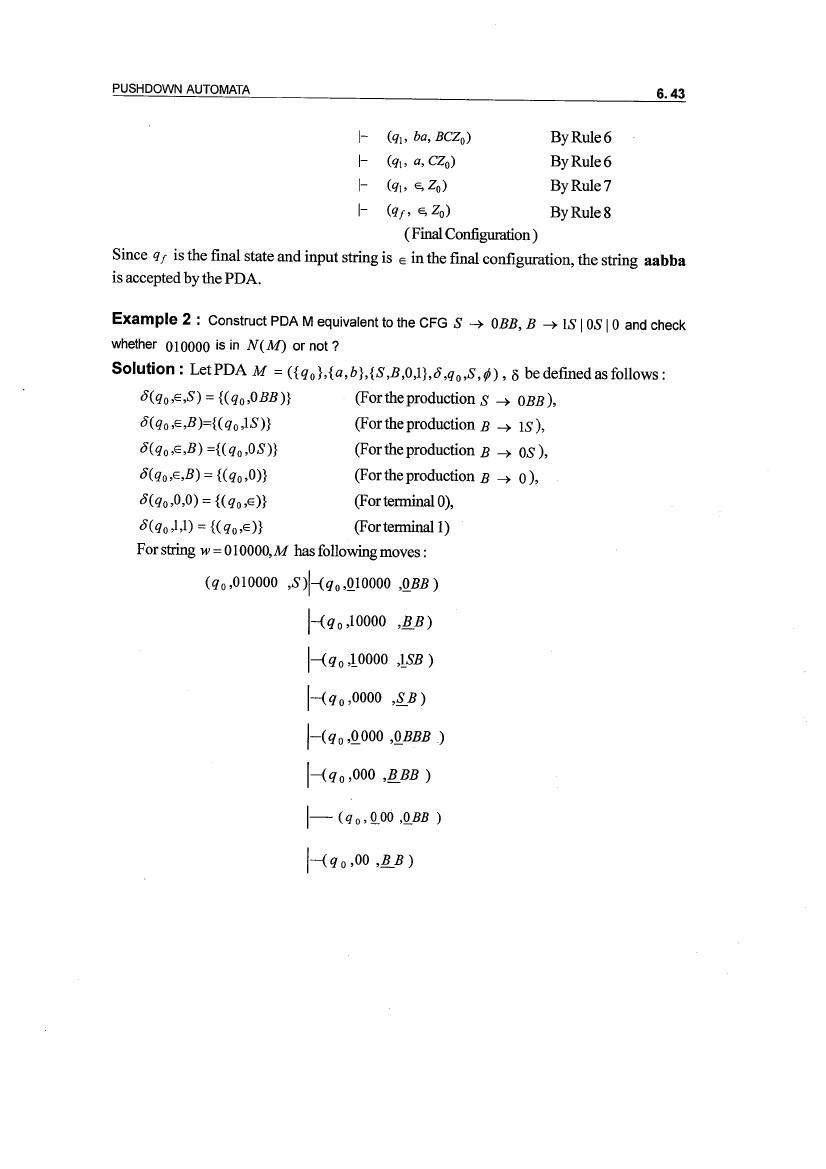 PUSHDOWN AUTOMATA 6.43
|- (q₁, ba, BCZ₀) By Rule 6
|- (q₁, a, CZ₀) By Rule 6
|- (q₁, ∈, Z₀) By Rule 7
|- (q_f, ∈, Z₀) By Rule 8
(Final Configuration)
Since q_f is the final state and input string is ∈ in the final configuration, the string aabba
is accepted by the PDA.
Example 2 : Construct PDA M equivalent to the CFG S → 0BB, B → 1S | 0S | 0 and check
whether 010000 is in N(M) or not ?
Solution : Let PDA M = ({q₀},{a,b},{S,B,0,1},δ,q₀,S,ϕ) , δ be defined as follows :
δ(q₀,∈,S) = {(q₀,0BB)} (For the production S → 0BB),
δ(q₀,∈,B)={(q₀,1S)} (For the production B → 1S),
δ(q₀,∈,B) ={(q₀,0S)} (For the production B → 0S),
δ(q₀,∈,B) = {(q₀,0)} (For the production B → 0),
δ(q₀,0,0) = {(q₀,∈)} (For terminal 0),
δ(q₀,1,1) = {(q₀,∈)} (For terminal 1)
For string w = 010000, M has following moves :
(q₀,010000 ,S)|-(q₀,010000 ,0BB )
|-(q₀,10000 ,BB)
|-(q₀,10000 ,1SB )
|-(q₀,0000 ,SB )
|-(q₀,0000 ,0BBB )
|-(q₀,000 ,BBB )
|- (q₀, 000 ,0BB )
|-(q₀,00 ,BB )